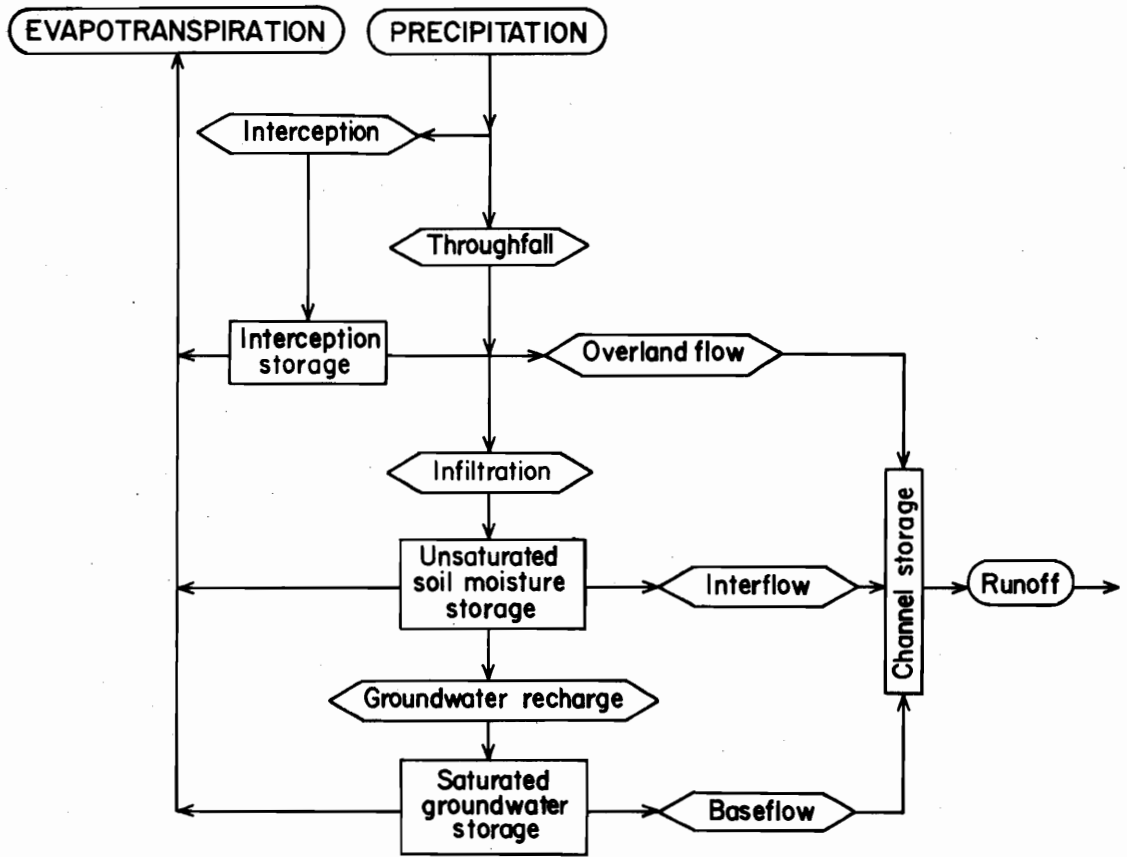 EVAPOTRANSPIRATION
PRECIPITATION
Interception
Throughfall
Interception
storage
Overland flow
Infiltration
Unsaturated
soil moisture
storage
Interflow
Channel storage
Runoff
Groundwater recharge
Saturated
groundwater
storage
Baseflow